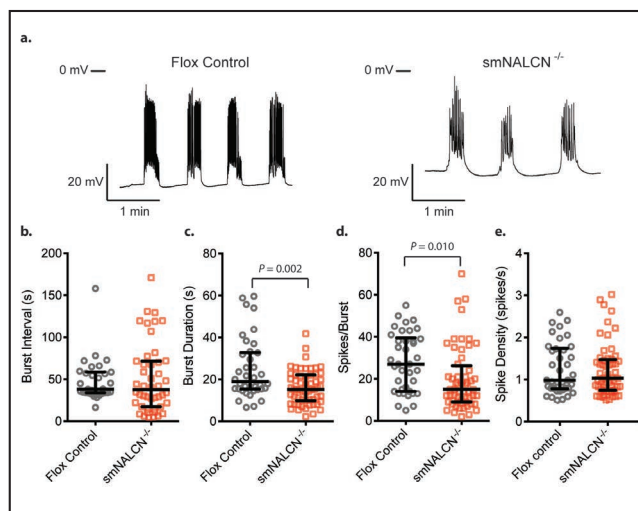 a.
Flox Control
smNALCN-/-
0 mV
0 mV
20 mV
1 min
20 mV
1 min
b.
Burst Interval (s)
200
150
100
50
0
Flox Control
smNALCN-/-
c.
Burst Duration (s)
80
60
40
20
0
P = 0.002
Flox Control
smNALCN-/-
d.
Spikes/Burst
80
60
40
20
0
P = 0.010
Flox Control
smNALCN-/-
e.
Spike Density (spikes/s)
4
3
2
1
0
Flox Control
smNALCN-/-